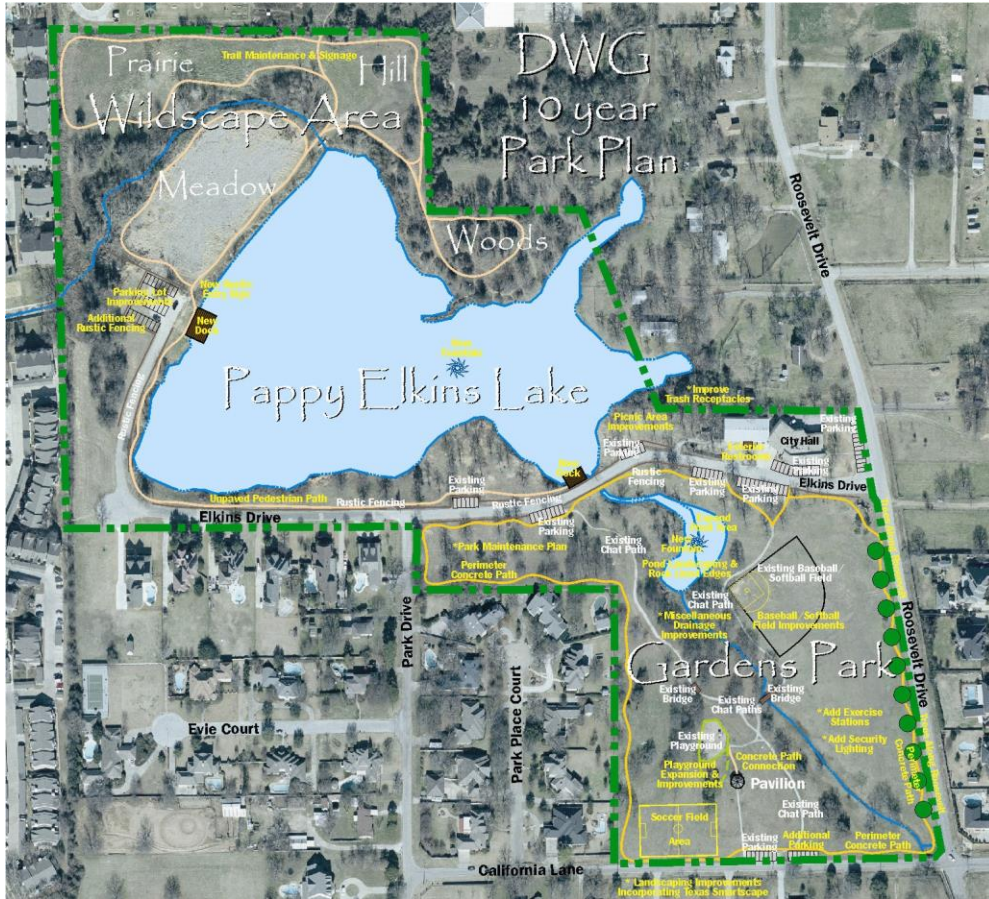 DWG
10 year
Park Plan
Prairie
Trail Maintenance & Signage
Hill
Wildscape Area
Meadow
Woods
Roosevelt Drive
Parking Lot
Improvements
Additional
Rustic Fencing
New
Dock
New
Pappy Elkins Lake
Rustic Fencing
*Improve
Trash Receptacles
Picnic Area
Improvements
Existing
Parking
Existing
Parking
City Hall
Existing
Parking
Existing
Parking
Existing
Parking
Elkins Drive
Rustic
Fencing
Dock
Unpaved Pedestrian Path
Rustic Fencing
Existing
Parking
Rustic Fencing
Existing
Parking
Elkins Drive
*Park Maintenance Plan
Perimeter
Concrete Path
Existing
Chat Path
New
Fountain
Existing Baseball/
Softball Field
Existing
Chat Path
*Miscellaneous
Drainage
Improvements
Baseball/Softball
Field Improvements
Roosevelt Drive
Park Drive
Gardens Park
Existing
Bridge
Existing
Chat Paths
Existing
Bridge
Evie Court
Park Place Court
Existing
Playground
*Add Exercise
Stations
*Add Security
Lighting
Playground
Expansion &
Improvements
Concrete Path
Connection
Pavilion
Perimeter
Concrete Path
Soccer Field
Area
Existing
Chat Path
Existing
Parking
Additional
Parking
Perimeter
Concrete Path
California Lane
* Landscaping Improvements
Incorporating Texas Smartscape